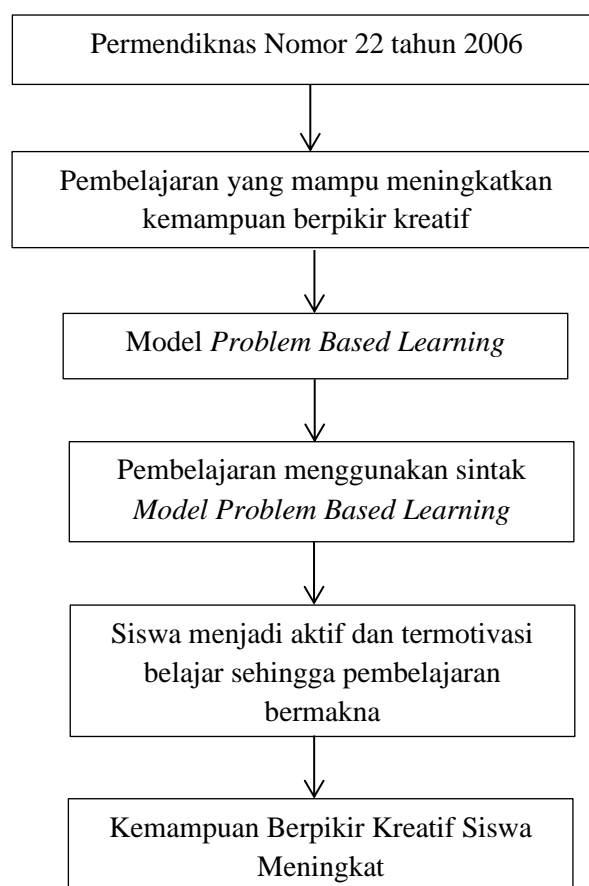 Permendiknas Nomor 22 tahun 2006
Pembelajaran yang mampu meningkatkan
kemampuan berpikir kreatif
Model Problem Based Learning
Pembelajaran menggunakan sintak
Model Problem Based Learning
Siswa menjadi aktif dan termotivasi
belajar sehingga pembelajaran
bermakna
Kemampuan Berpikir Kreatif Siswa
Meningkat